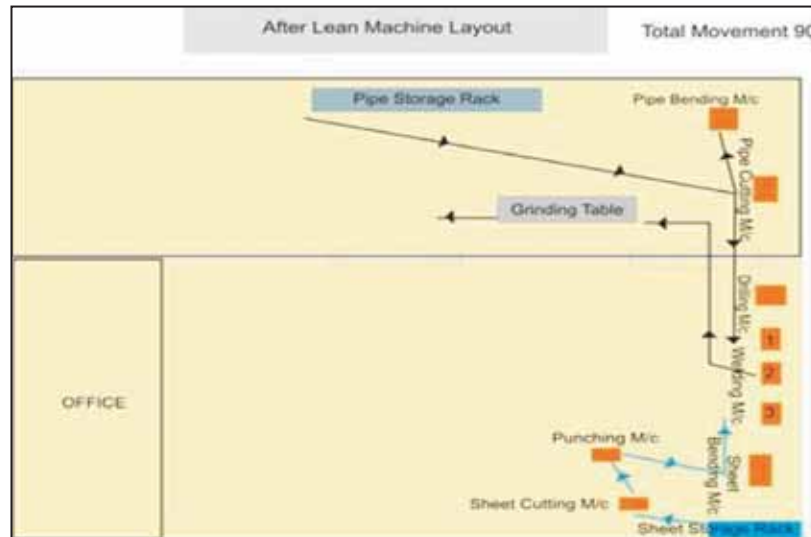 After Lean Machine Layout
Total Movement 90
Pipe Storage Rack
Pipe Bending M/c
Pipe Cutting M/c
Grinding Table
Drilling M/c
1
Welding M/c
2
3
OFFICE
Punching M/c
Sheet
Bending M/c
Sheet Cutting M/c
Sheet Storage Rack